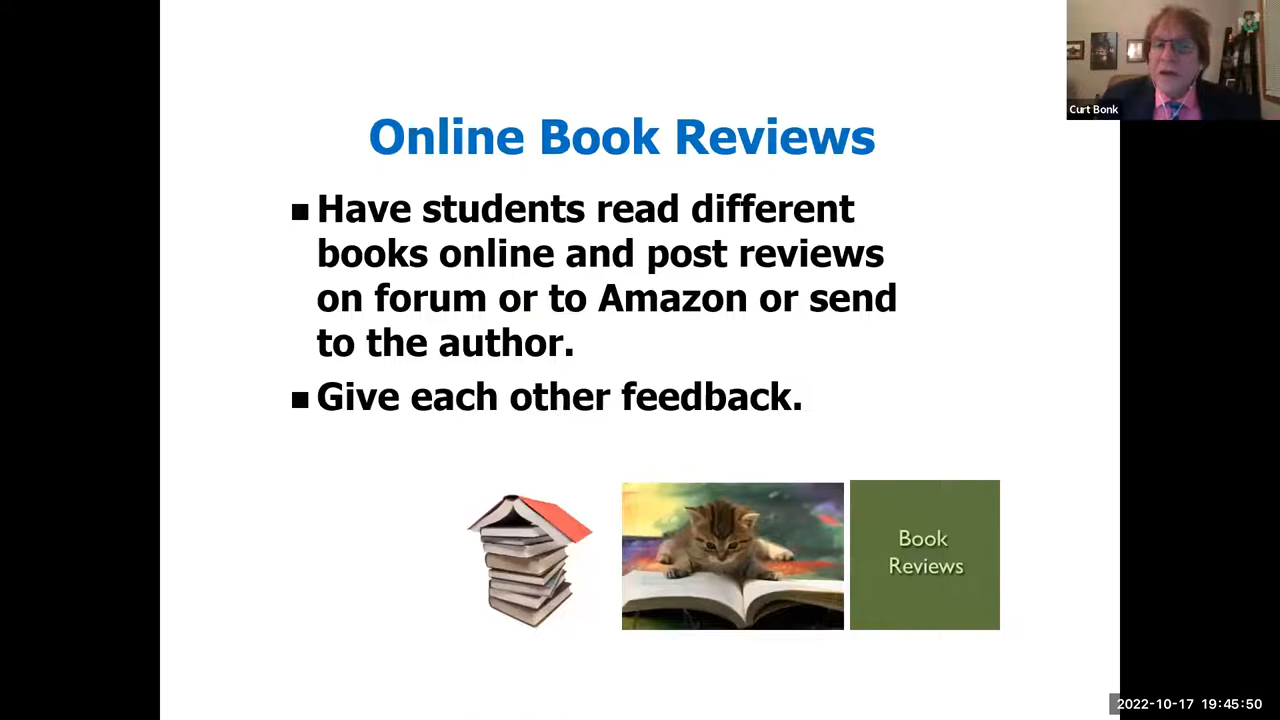 Online Book Reviews
Have students read different
books online and post reviews
on forum or to Amazon or send
to the author.
Give each other feedback.
Book
Reviews
Curt Bonk
2022-10-17 19:45:50